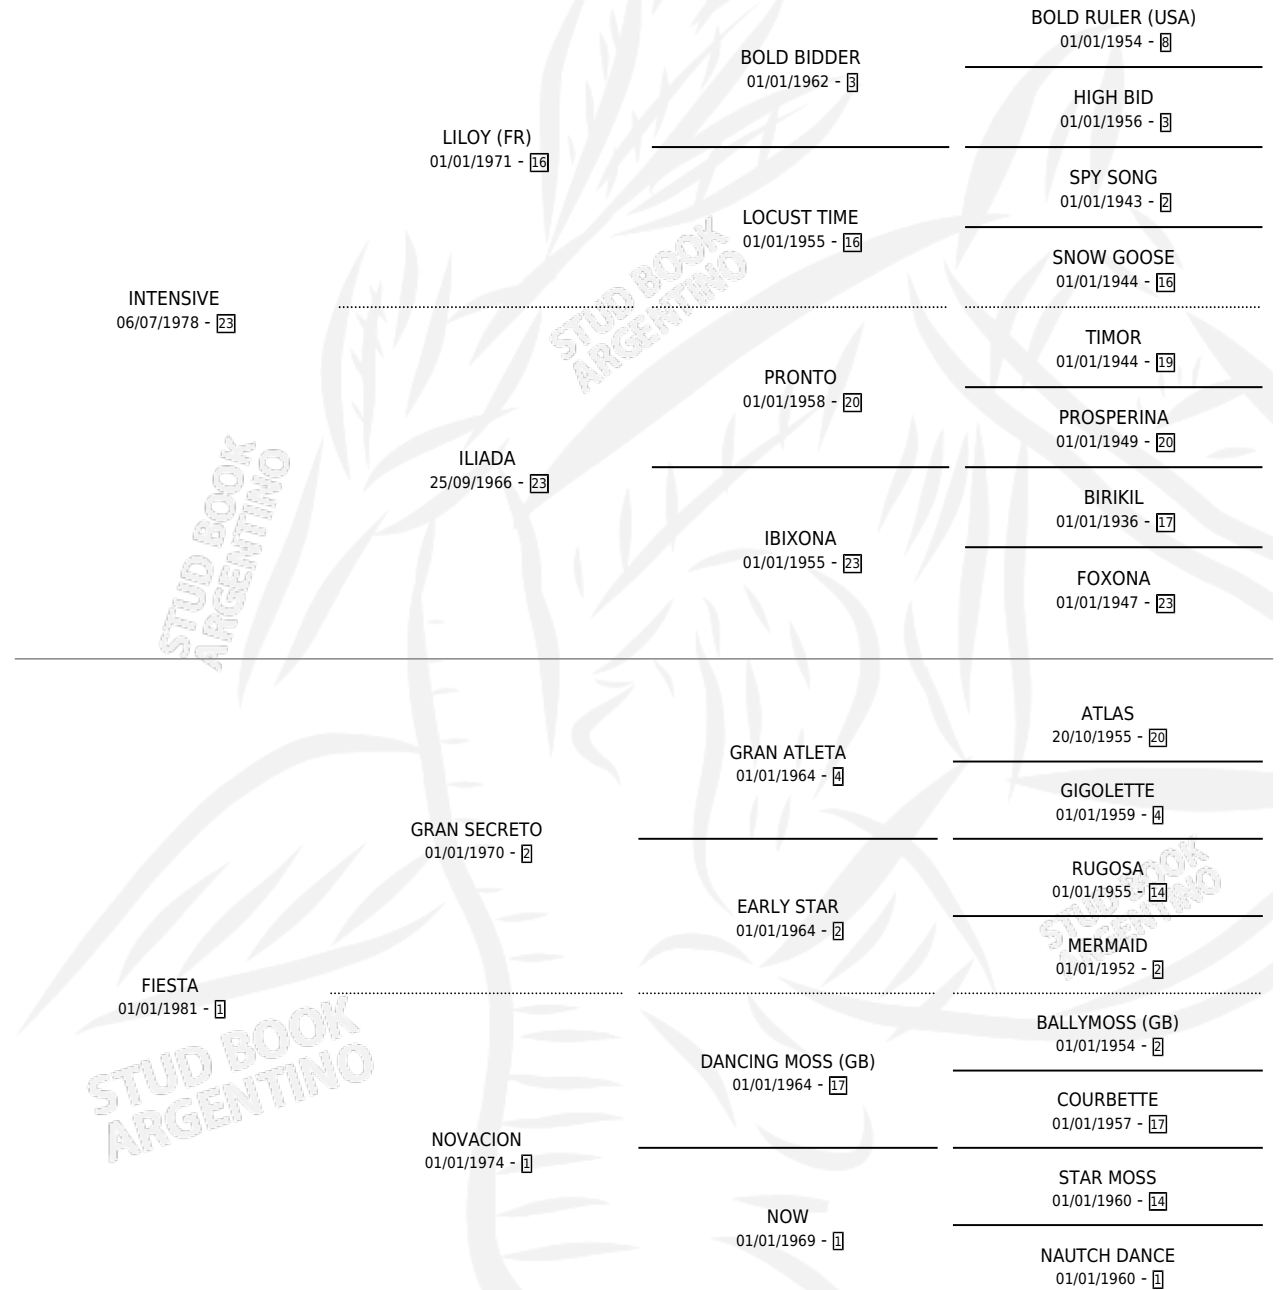 BOLD RULER (USA)
01/01/1954 - 8
BOLD BIDDER
01/01/1962 - 3
HIGH BID
01/01/1956 - 3
LILOY (FR)
01/01/1971 - 16
SPY SONG
01/01/1943 - 2
LOCUST TIME
01/01/1955 - 16
SNOW GOOSE
01/01/1944 - 16
INTENSIVE
06/07/1978 - 23
TIMOR
01/01/1944 - 19
PRONTO
01/01/1958 - 20
PROSPERINA
01/01/1949 - 20
ILIADA
25/09/1966 - 23
BIRIKIL
01/01/1936 - 17
IBIXONA
01/01/1955 - 23
FOXONA
01/01/1947 - 23
ATLAS
20/10/1955 - 20
GRAN ATLETA
01/01/1964 - 4
GIGOLETTE
01/01/1959 - 4
GRAN SECRETO
01/01/1970 - 2
RUGOSA
01/01/1955 - 14
EARLY STAR
01/01/1964 - 2
MERMAID
01/01/1952 - 2
FIESTA
01/01/1981 - 1
BALLYMOSS (GB)
01/01/1954 - 2
DANCING MOSS (GB)
01/01/1964 - 17
COURBETTE
01/01/1957 - 17
NOVACION
01/01/1974 - 1
STAR MOSS
01/01/1960 - 14
NOW
01/01/1969 - 1
NAUTCH DANCE
01/01/1960 - 1
STUD BOOK
ARGENTINO
STUD BOOK
ARGENTINO
STUD BOOK
ARGENTINO
STUD BOOK
ARGENTINO